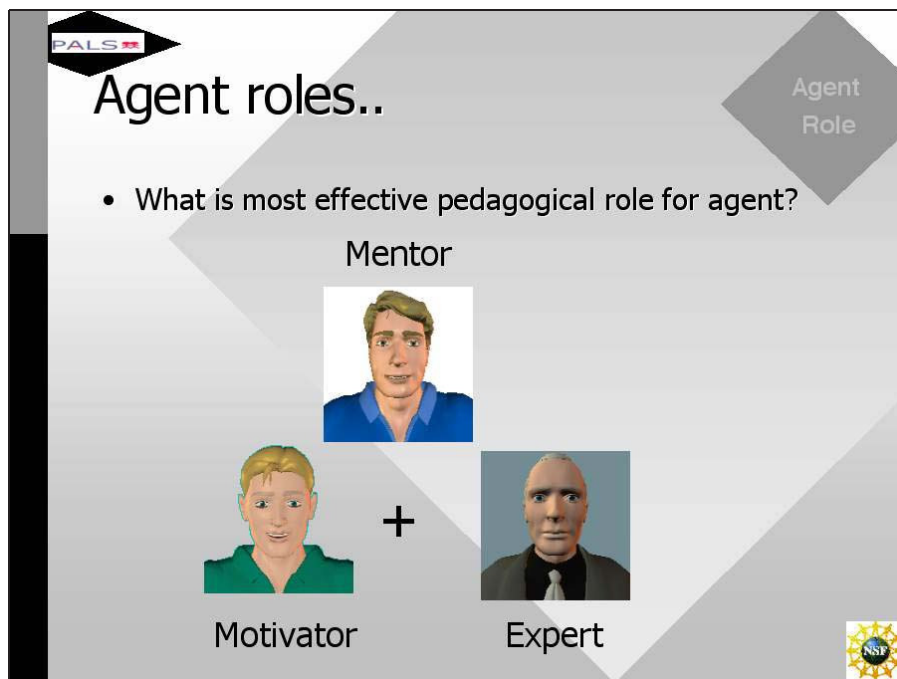 PALS
Agent roles..
Agent
Role
• What is most effective pedagogical role for agent?
Mentor
+
Motivator
Expert
NSF